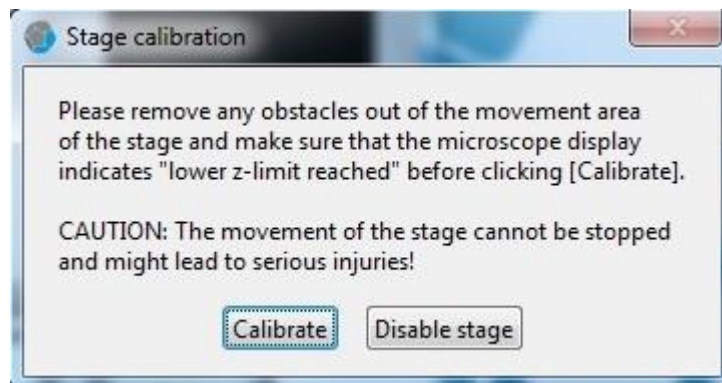 Stage calibration
Please remove any obstacles out of the movement area
of the stage and make sure that the microscope display
indicates "lower z-limit reached" before clicking [Calibrate].
CAUTION: The movement of the stage cannot be stopped
and might lead to serious injuries!
Calibrate
Disable stage